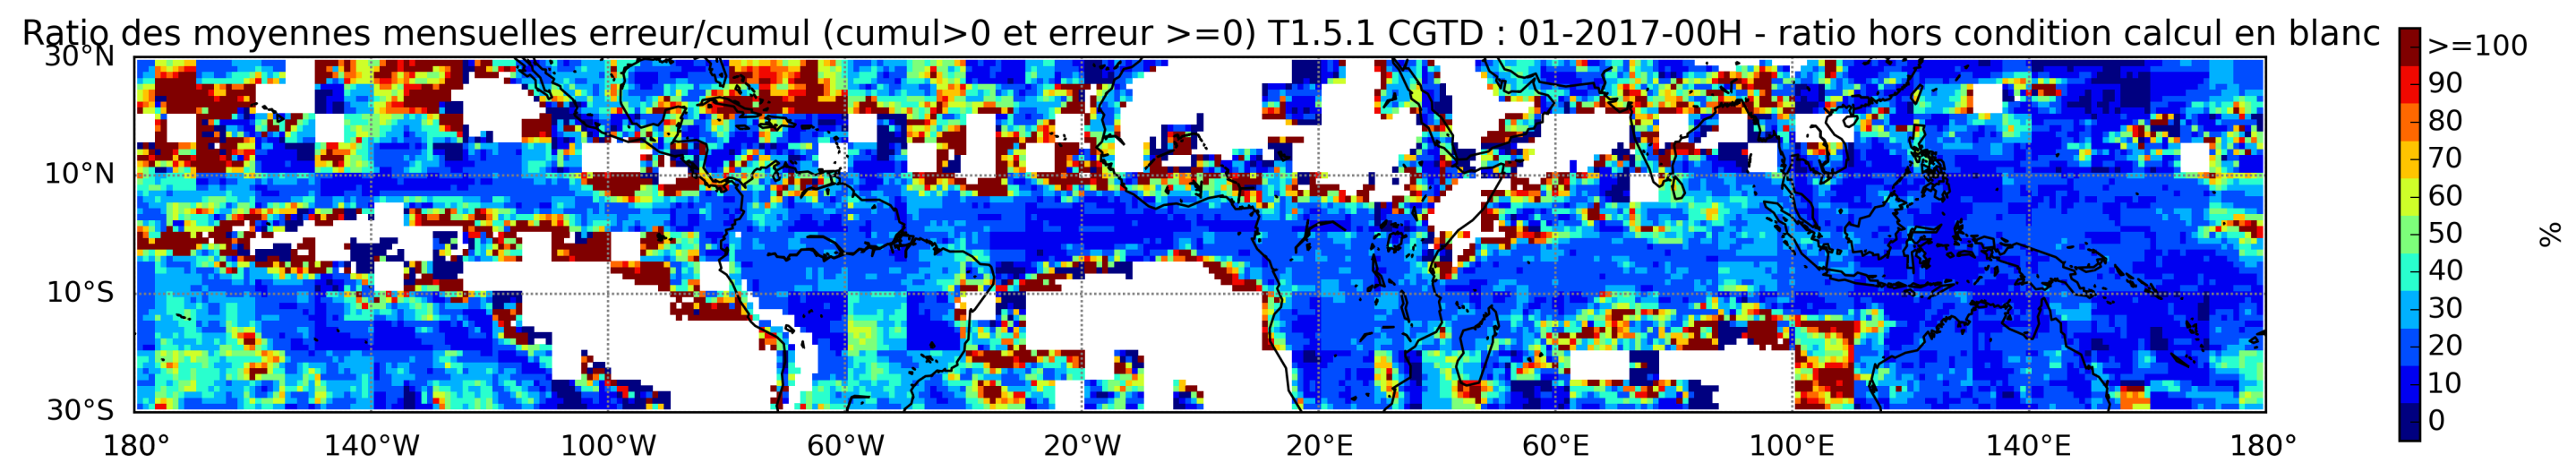 Ratio des moyennes mensuelles erreur/cumul (cumul>0 et erreur >=0) T1.5.1 CGTD : 01-2017-00H - ratio hors condition calcul en blanc
30°N
10°N
10°S
30°S
180° 140°W 100°W 60°W 20°W 20°E 60°E 100°E 140°E 180°
>=100
90
80
70
60
50
40
30
20
10
0
%